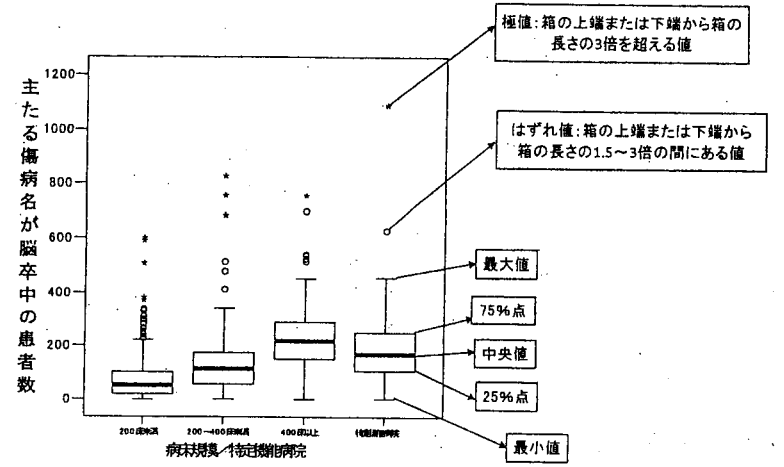 極値:箱の上端または下端から箱の
長さの3倍を超える値
はずれ値:箱の上端または下端から
箱の長さの1.5～3倍の間にある値
最大値
75%点
中央値
25%点
最小値
主たる傷病名が脳卒中の患者数
1200
1000
800
600
400
200
0
200床未満
200~400床未満
400床以上
特定機能病院
病床規模/特定機能病院